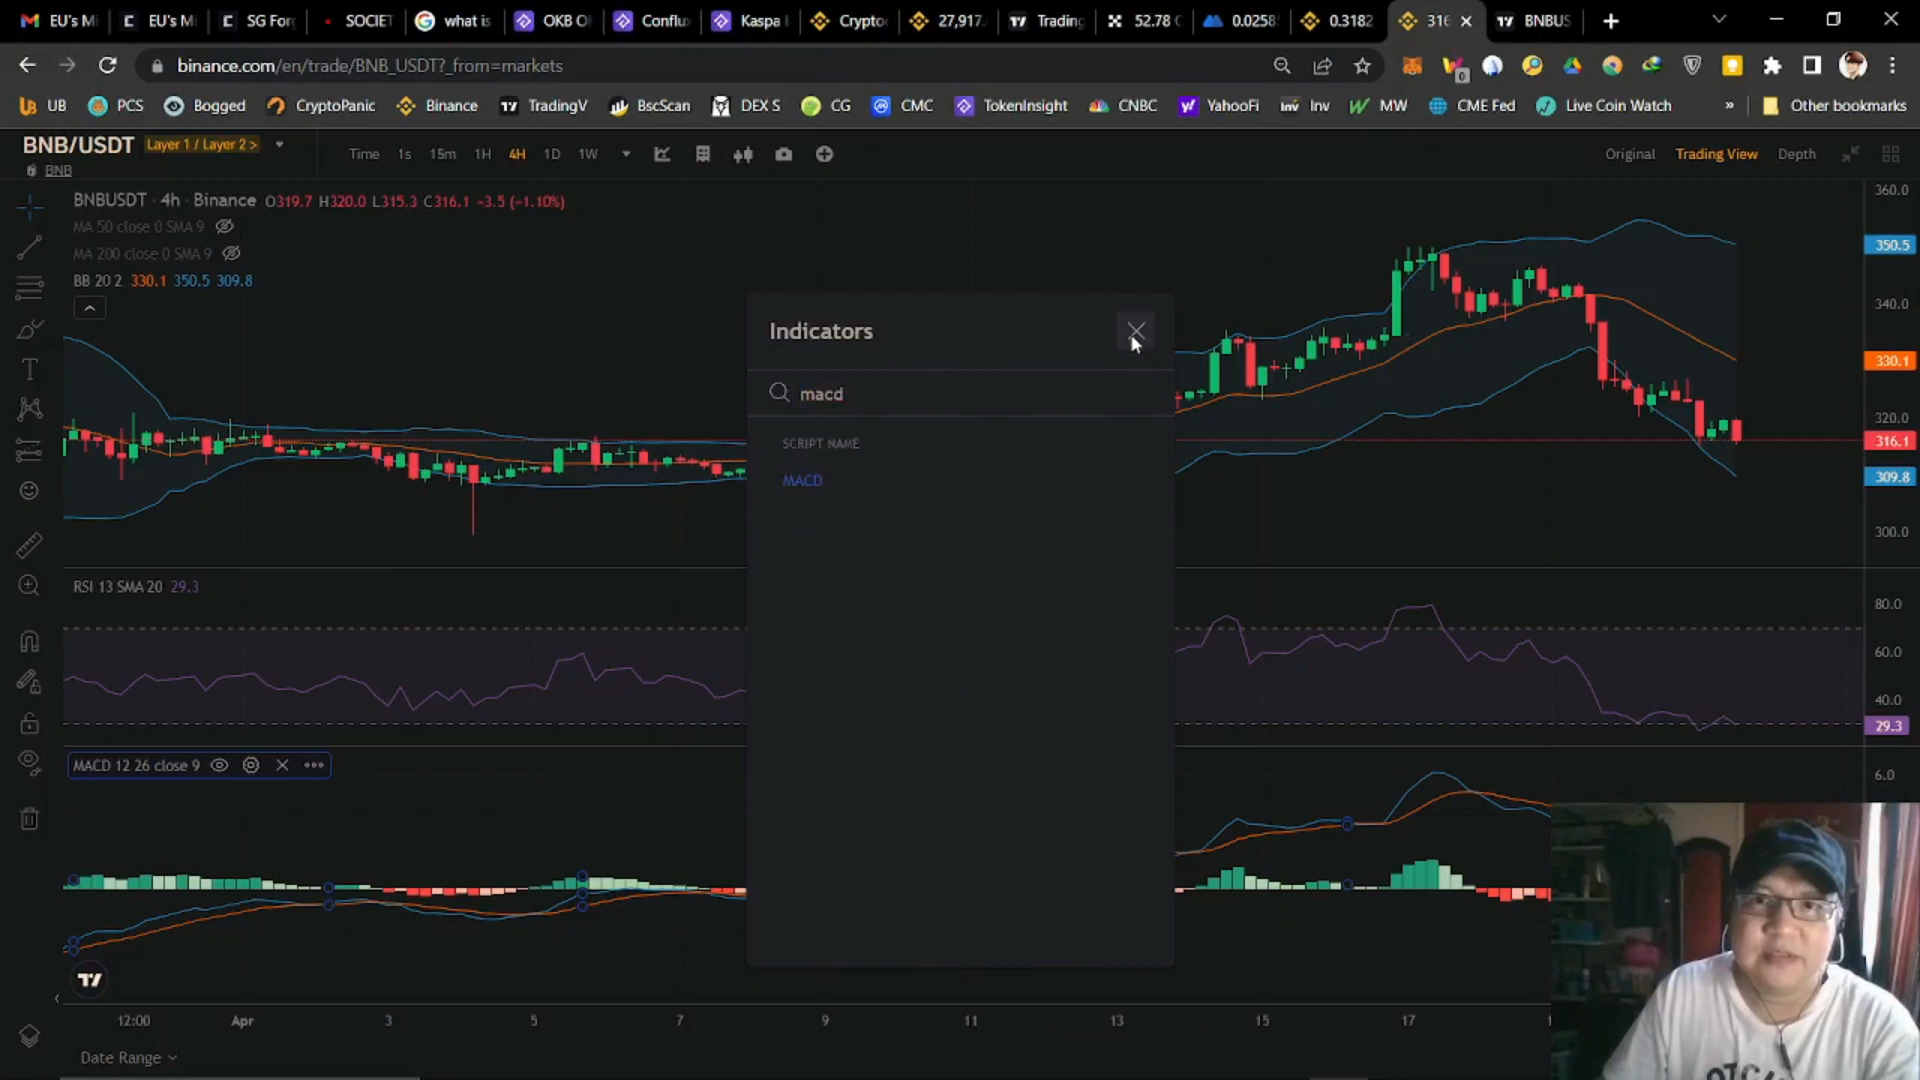 EU's Mi
EU's Mi
SG For
SOCIET
what is
OKB O
Conflu
Kaspa
Crypto
27,917.
Trading
52.78
0.0258
0.3182
316
BNBUS
binance.com/en/trade/BNB_USDT?_from=markets
0
UB
PCS
Bogged
CryptoPanic
Binance
TradingV
BscScan
DEX S
CG
CMC
TokenInsight
CNBC
YahooFi
Inv
MW
CME Fed
Live Coin Watch
»
Other bookmarks
BNB/USDT
Layer 1 / Layer 2 >
BNB
Time 1s 15m 1H 4H 1D 1W
Original Trading View Depth
BNBUSDT · 4h · Binance O319.7 H320.0 L315.3 C316.1 −3.5 (−1.10%)
MA 50 close 0 SMA 9
MA 200 close 0 SMA 9
BB 20 2 330.1 350.5 309.8
360.0
350.5
340.0
330.1
320.0
316.1
309.8
300.0
Indicators
macd
SCRIPT NAME
MACD
RSI 13 SMA 20 29.3
80.0
60.0
40.0
29.3
MACD 12 26 close 9
6.0
12:00 Apr 3 5 7 9 11 13 15 17
Date Range